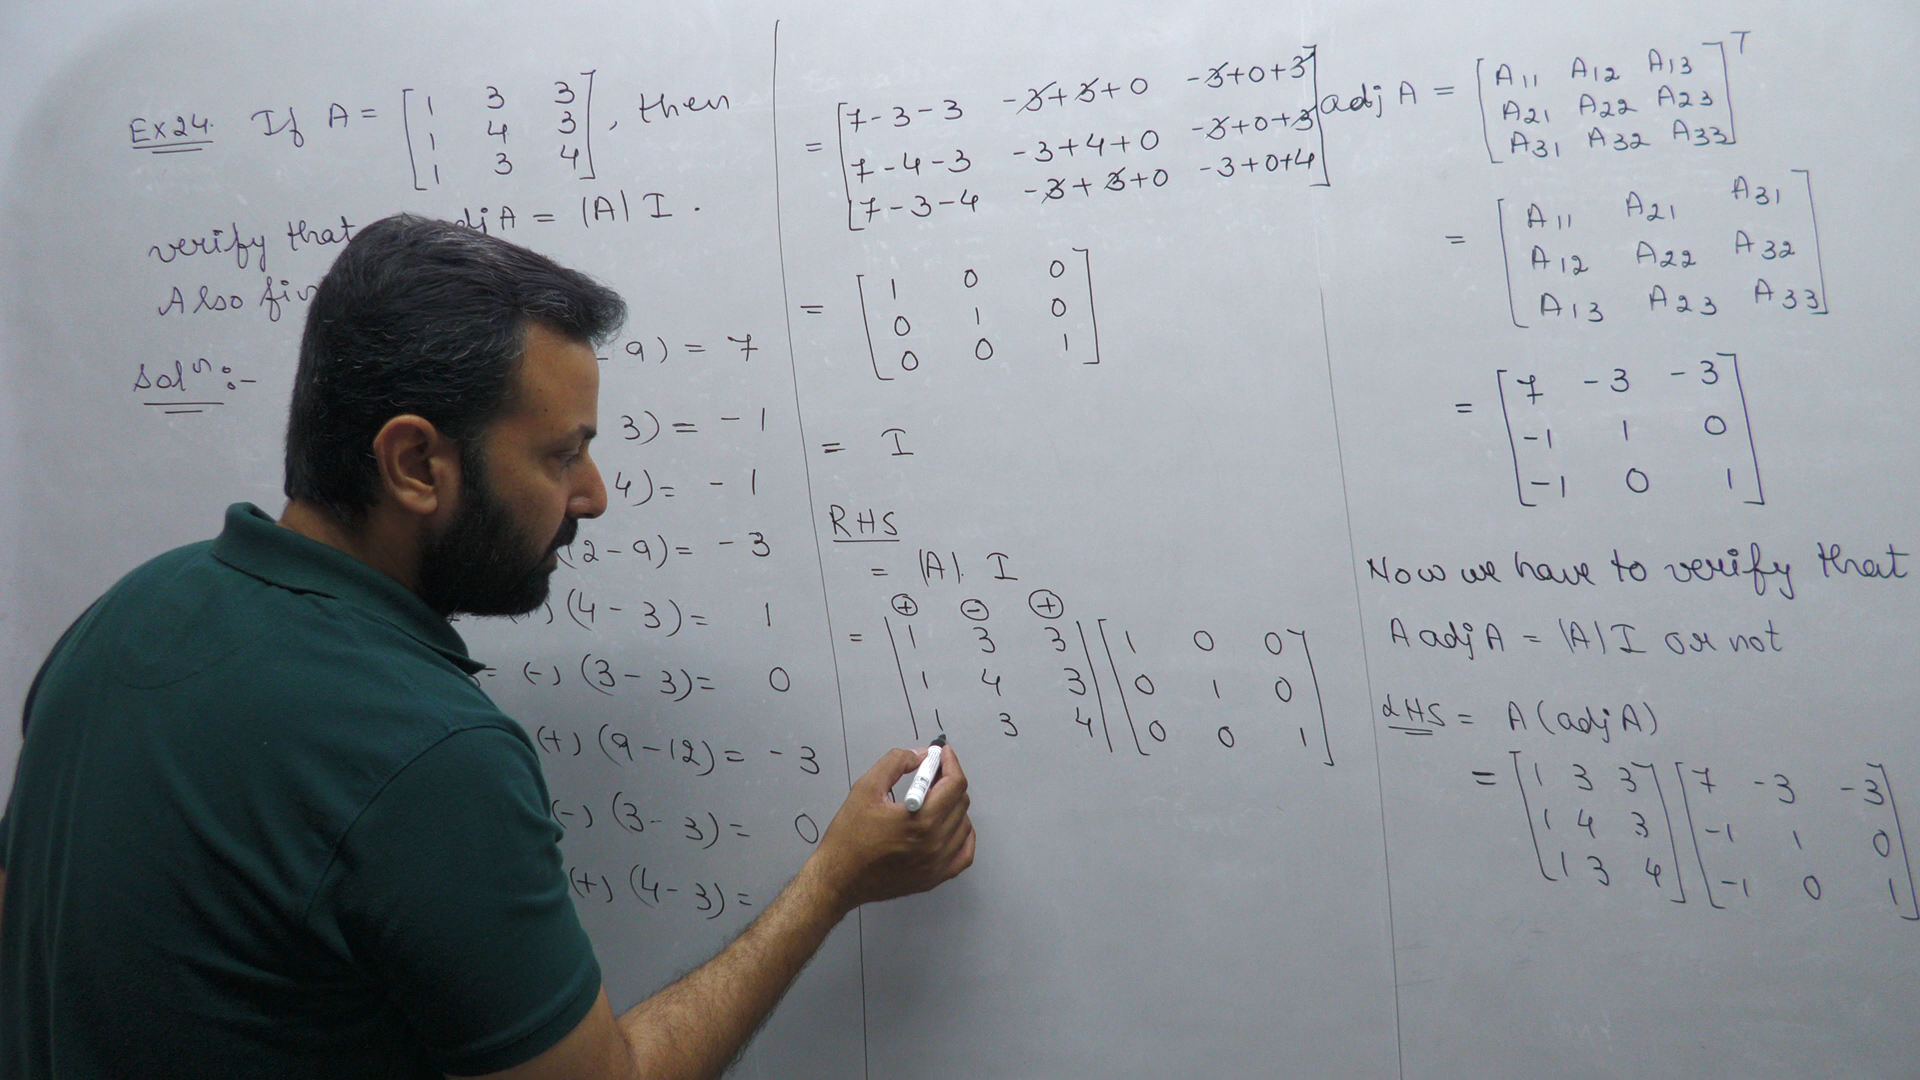 Ex 24. If A = [1 3 3
1 4 3
1 3 4], then
verify that djA = |A| I .
Also fin
Solⁿ:-
- 9) = 7
3) = -1
4) = -1
(12-9) = -3
) (4-3) = 1
= (-) (3-3) = 0
(+) (9-12) = -3
(-) (3-3) = 0
(+) (4-3) =
= [7-3-3 -3+3+0 -3+0+3
7-4-3 -3+4+0 -3+0+3
7-3-4 -3+3+0 -3+0+4]
= [1 0 0
0 1 0
0 0 1]
= I
RHS
= |A|. I
+ - +
= |1 3 3| [1 0 0
|1 4 3| 0 1 0
|1 3 4| 0 0 1]
adj A = [A11 A12 A13
A21 A22 A23
A31 A32 A33]ᵀ
= [A11 A21 A31
A12 A22 A32
A13 A23 A33]
= [7 -3 -3
-1 1 0
-1 0 1]
Now we have to verify that
A adj A = |A| I or not
LHS = A (adj A)
= [1 3 3] [7 -3 -3]
[1 4 3] [-1 1 0]
[1 3 4] [-1 0 1]